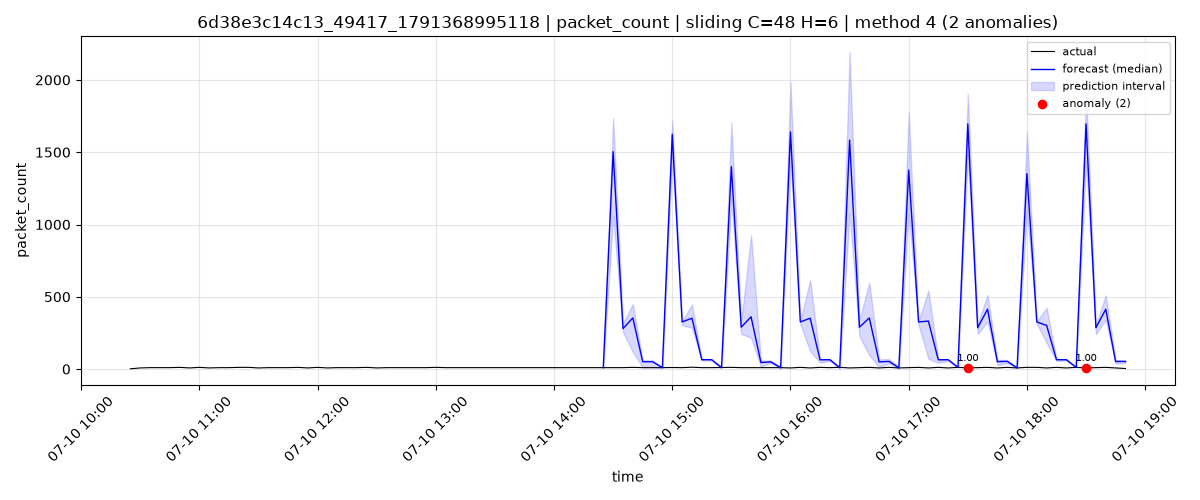 6d38e3c14c13_49417_1791368995118 | packet_count | sliding C=48 H=6 | method 4 (2 anomalies)
actual
forecast (median)
prediction interval
anomaly (2)
packet_count
2000
1500
1000
500
0
1.00
1.00
07-10 10:00
07-10 11:00
07-10 12:00
07-10 13:00
07-10 14:00
07-10 15:00
07-10 16:00
07-10 17:00
07-10 18:00
07-10 19:00
time